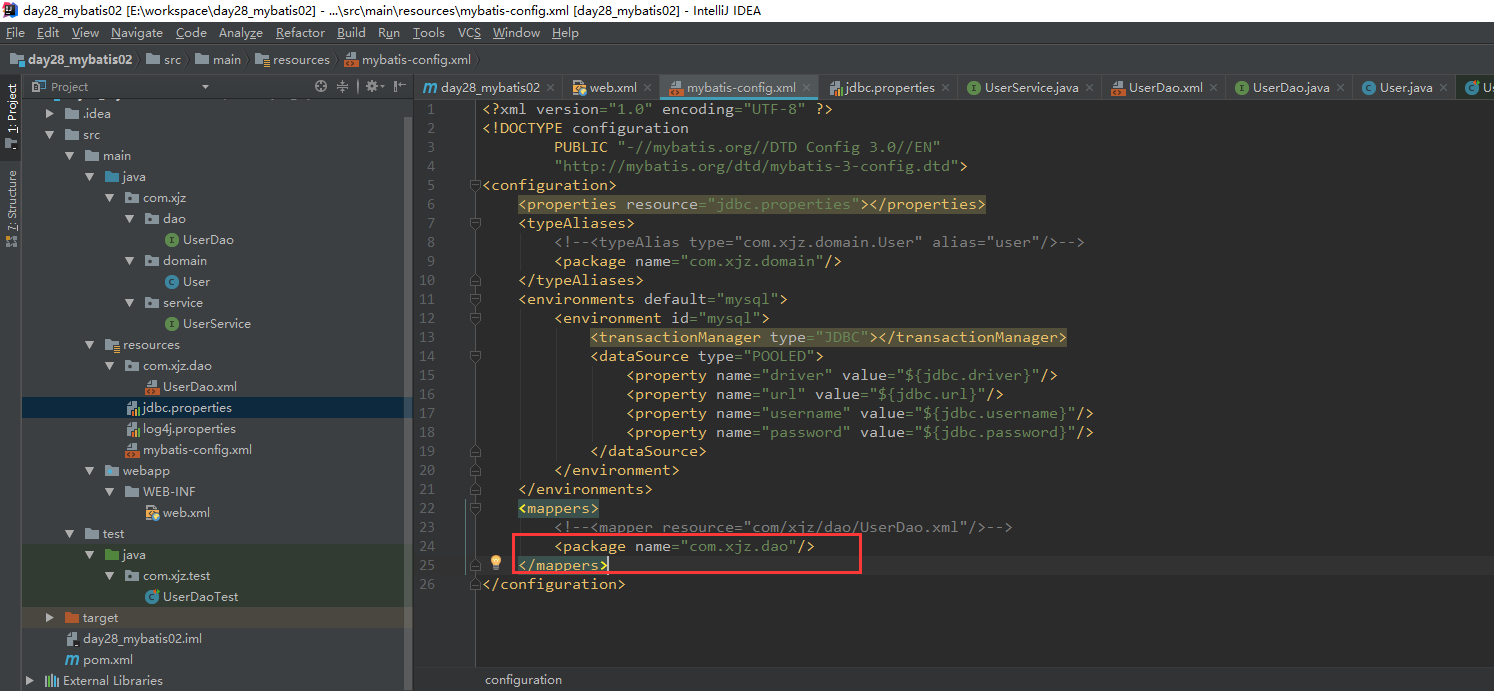 day28_mybatis02 [E:\workspace\day28_mybatis02] - ...\src\main\resources\mybatis-config.xml [day28_mybatis02] - IntelliJ IDEA
File Edit View Navigate Code Analyze Refactor Build Run Tools VCS Window Help
day28_mybatis02 src main resources mybatis-config.xml
Project
day28_mybatis02 web.xml mybatis-config.xml jdbc.properties UserService.java UserDao.xml UserDao.java User.java Us
1: Project
7: Structure
.idea
src
main
java
com.xjz
dao
UserDao
domain
User
service
UserService
resources
com.xjz.dao
UserDao.xml
jdbc.properties
log4j.properties
mybatis-config.xml
webapp
WEB-INF
web.xml
test
java
com.xjz.test
UserDaoTest
target
day28_mybatis02.iml
pom.xml
External Libraries
1 <?xml version="1.0" encoding="UTF-8" ?>
2 <!DOCTYPE configuration
3 PUBLIC "-//mybatis.org//DTD Config 3.0//EN"
4 "http://mybatis.org/dtd/mybatis-3-config.dtd">
5 <configuration>
6 <properties resource="jdbc.properties"></properties>
7 <typeAliases>
8 <!--<typeAlias type="com.xjz.domain.User" alias="user"/>-->
9 <package name="com.xjz.domain"/>
10 </typeAliases>
11 <environments default="mysql">
12 <environment id="mysql">
13 <transactionManager type="JDBC"></transactionManager>
14 <dataSource type="POOLED">
15 <property name="driver" value="${jdbc.driver}"/>
16 <property name="url" value="${jdbc.url}"/>
17 <property name="username" value="${jdbc.username}"/>
18 <property name="password" value="${jdbc.password}"/>
19 </dataSource>
20 </environment>
21 </environments>
22 <mappers>
23 <!--<mapper resource="com/xjz/dao/UserDao.xml"/>-->
24 <package name="com.xjz.dao"/>
25 </mappers>
26 </configuration>
configuration